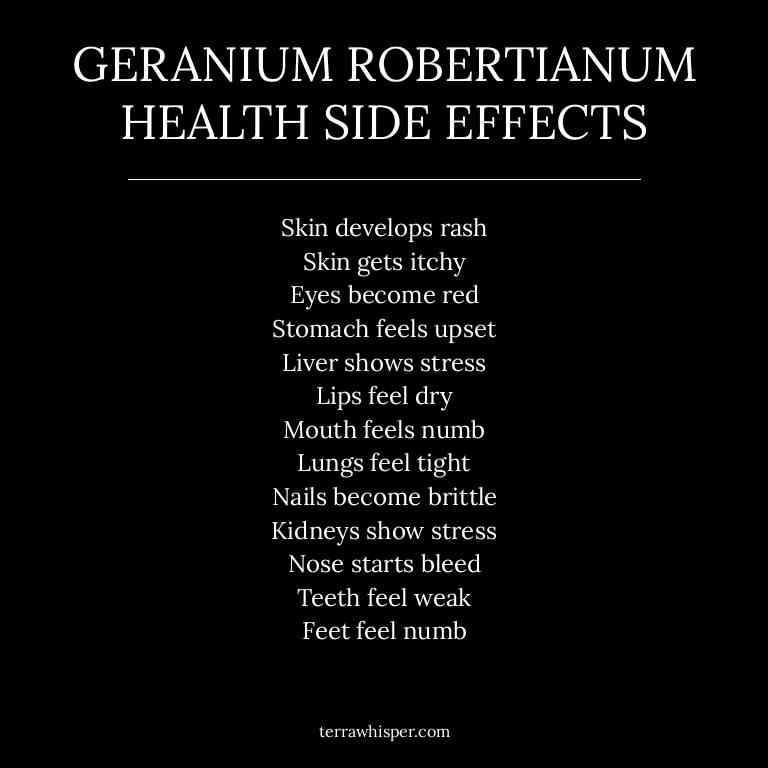 GERANIUM ROBERTIANUM
HEALTH SIDE EFFECTS
Skin develops rash
Skin gets itchy
Eyes become red
Stomach feels upset
Liver shows stress
Lips feel dry
Mouth feels numb
Lungs feel tight
Nails become brittle
Kidneys show stress
Nose starts bleed
Teeth feel weak
Feet feel numb
terrawhisper.com